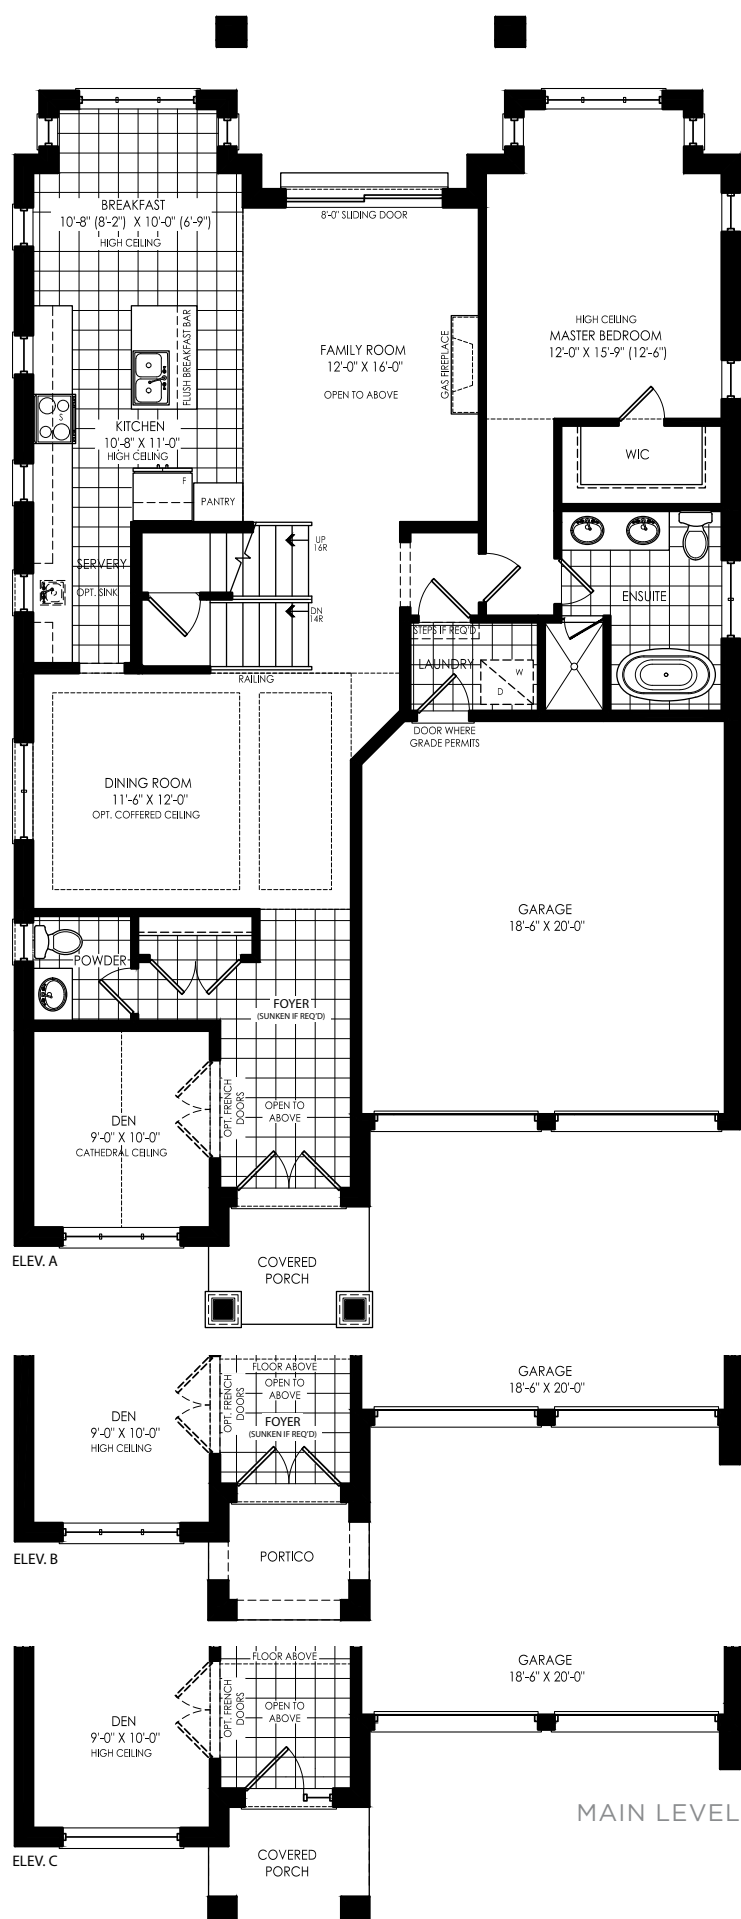 BREAKFAST
10'-8" (8'-2") X 10'-0" (6'-9")
HIGH CEILING
8'-0" SLIDING DOOR
FLUSH BREAKFAST BAR
FAMILY ROOM
12'-0" X 16'-0"
OPEN TO ABOVE
GAS FIREPLACE
HIGH CEILING
MASTER BEDROOM
12'-0" X 15'-9" (12'-6")
S
KITCHEN
10'-8" X 11'-0"
HIGH CEILING
F
PANTRY
WIC
UP
16R
SERVERY
OPT. SINK
DN
14R
ENSUITE
STEPS IF REQ'D
LAUNDRY
W
D
RAILING
DOOR WHERE
GRADE PERMITS
DINING ROOM
11'-6" X 12'-0"
OPT. COFFERED CEILING
GARAGE
18'-6" X 20'-0"
POWDER
FOYER
(SUNKEN IF REQ'D)
OPT. FRENCH
DOORS
OPEN TO
ABOVE
DEN
9'-0" X 10'-0"
CATHEDRAL CEILING
ELEV. A
COVERED
PORCH
FLOOR ABOVE
OPEN TO
ABOVE
OPT. FRENCH
DOORS
FOYER
(SUNKEN IF REQ'D)
DEN
9'-0" X 10'-0"
HIGH CEILING
GARAGE
18'-6" X 20'-0"
ELEV. B
PORTICO
FLOOR ABOVE
OPT. FRENCH
DOORS
OPEN TO
ABOVE
DEN
9'-0" X 10'-0"
HIGH CEILING
GARAGE
18'-6" X 20'-0"
MAIN LEVEL
ELEV. C
COVERED
PORCH